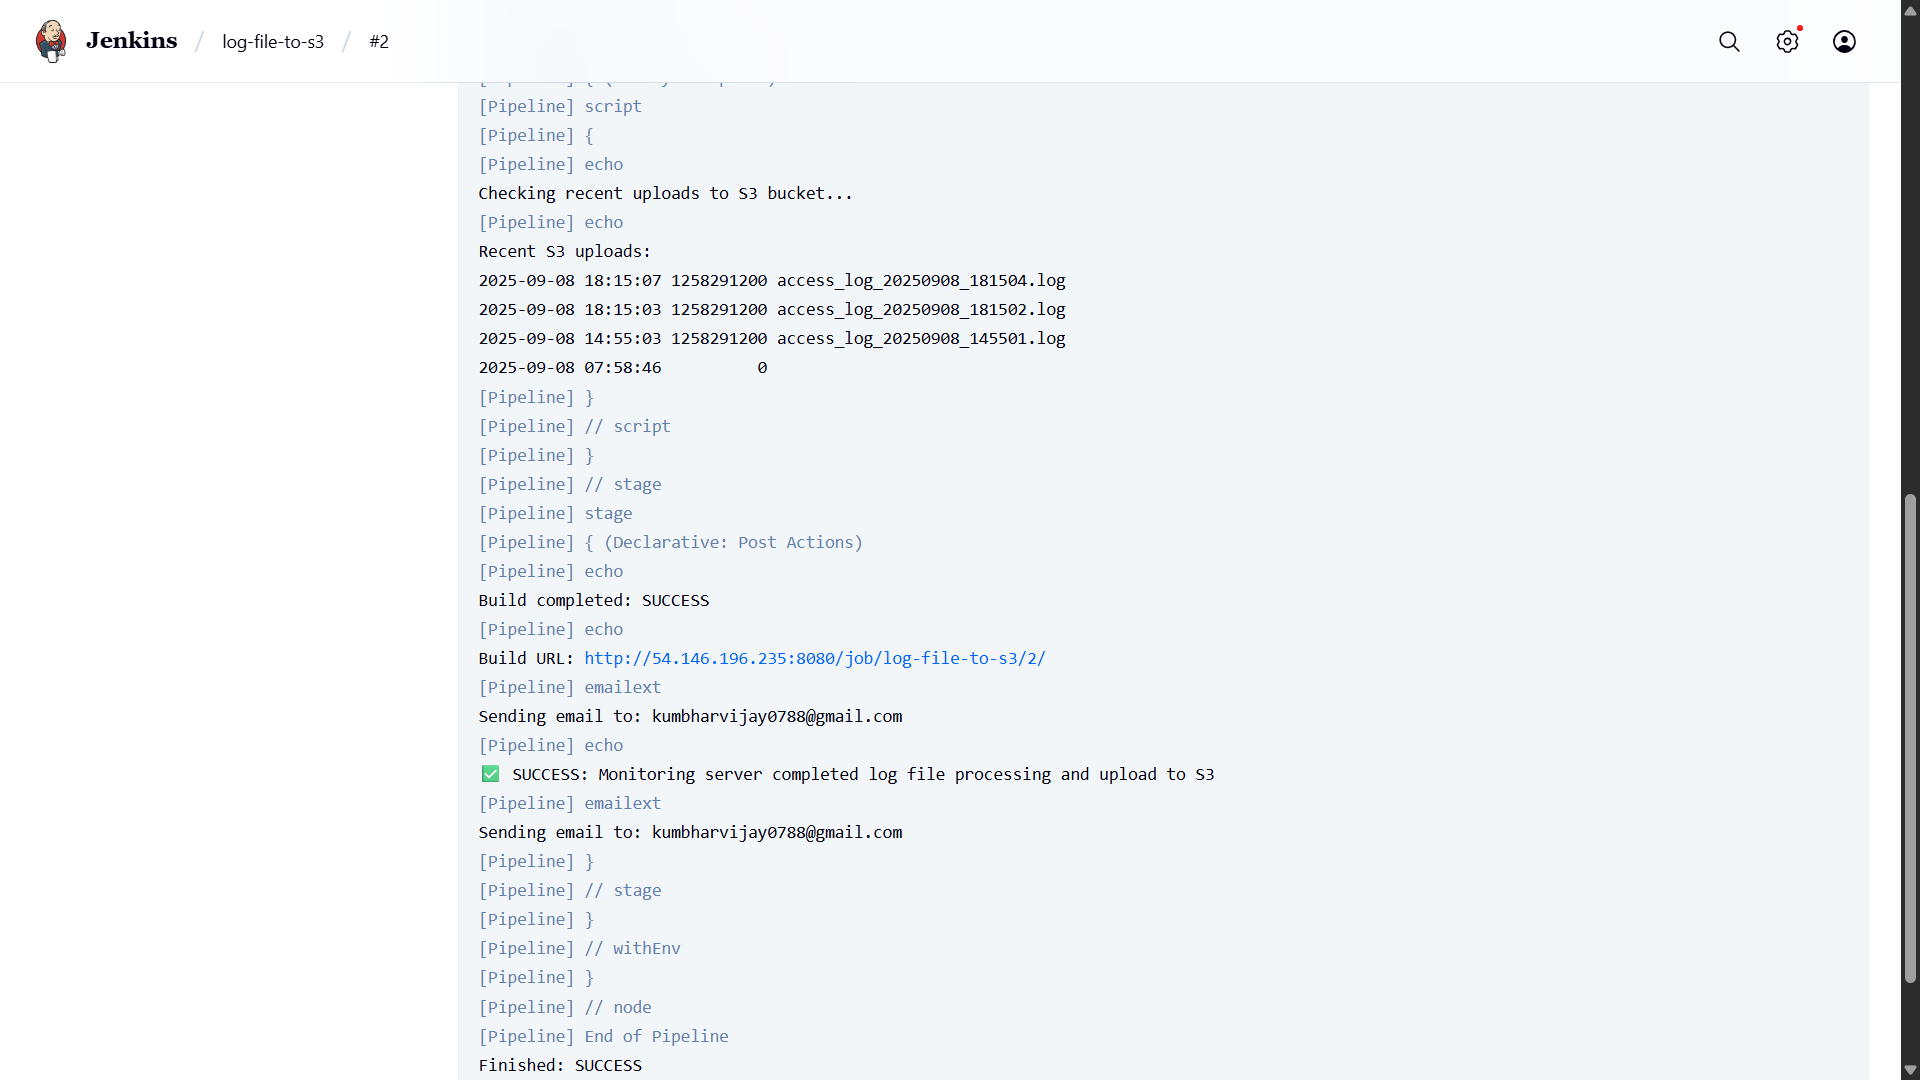 Jenkins / log-file-to-s3 / #2
[Pipeline] script
[Pipeline] {
[Pipeline] echo
Checking recent uploads to S3 bucket...
[Pipeline] echo
Recent S3 uploads:
2025-09-08 18:15:07 1258291200 access_log_20250908_181504.log
2025-09-08 18:15:03 1258291200 access_log_20250908_181502.log
2025-09-08 14:55:03 1258291200 access_log_20250908_145501.log
2025-09-08 07:58:46          0
[Pipeline] }
[Pipeline] // script
[Pipeline] }
[Pipeline] // stage
[Pipeline] stage
[Pipeline] { (Declarative: Post Actions)
[Pipeline] echo
Build completed: SUCCESS
[Pipeline] echo
Build URL: http://54.146.196.235:8080/job/log-file-to-s3/2/
[Pipeline] emailext
Sending email to: kumbharvijay0788@gmail.com
[Pipeline] echo
✅ SUCCESS: Monitoring server completed log file processing and upload to S3
[Pipeline] emailext
Sending email to: kumbharvijay0788@gmail.com
[Pipeline] }
[Pipeline] // stage
[Pipeline] }
[Pipeline] // withEnv
[Pipeline] }
[Pipeline] // node
[Pipeline] End of Pipeline
Finished: SUCCESS